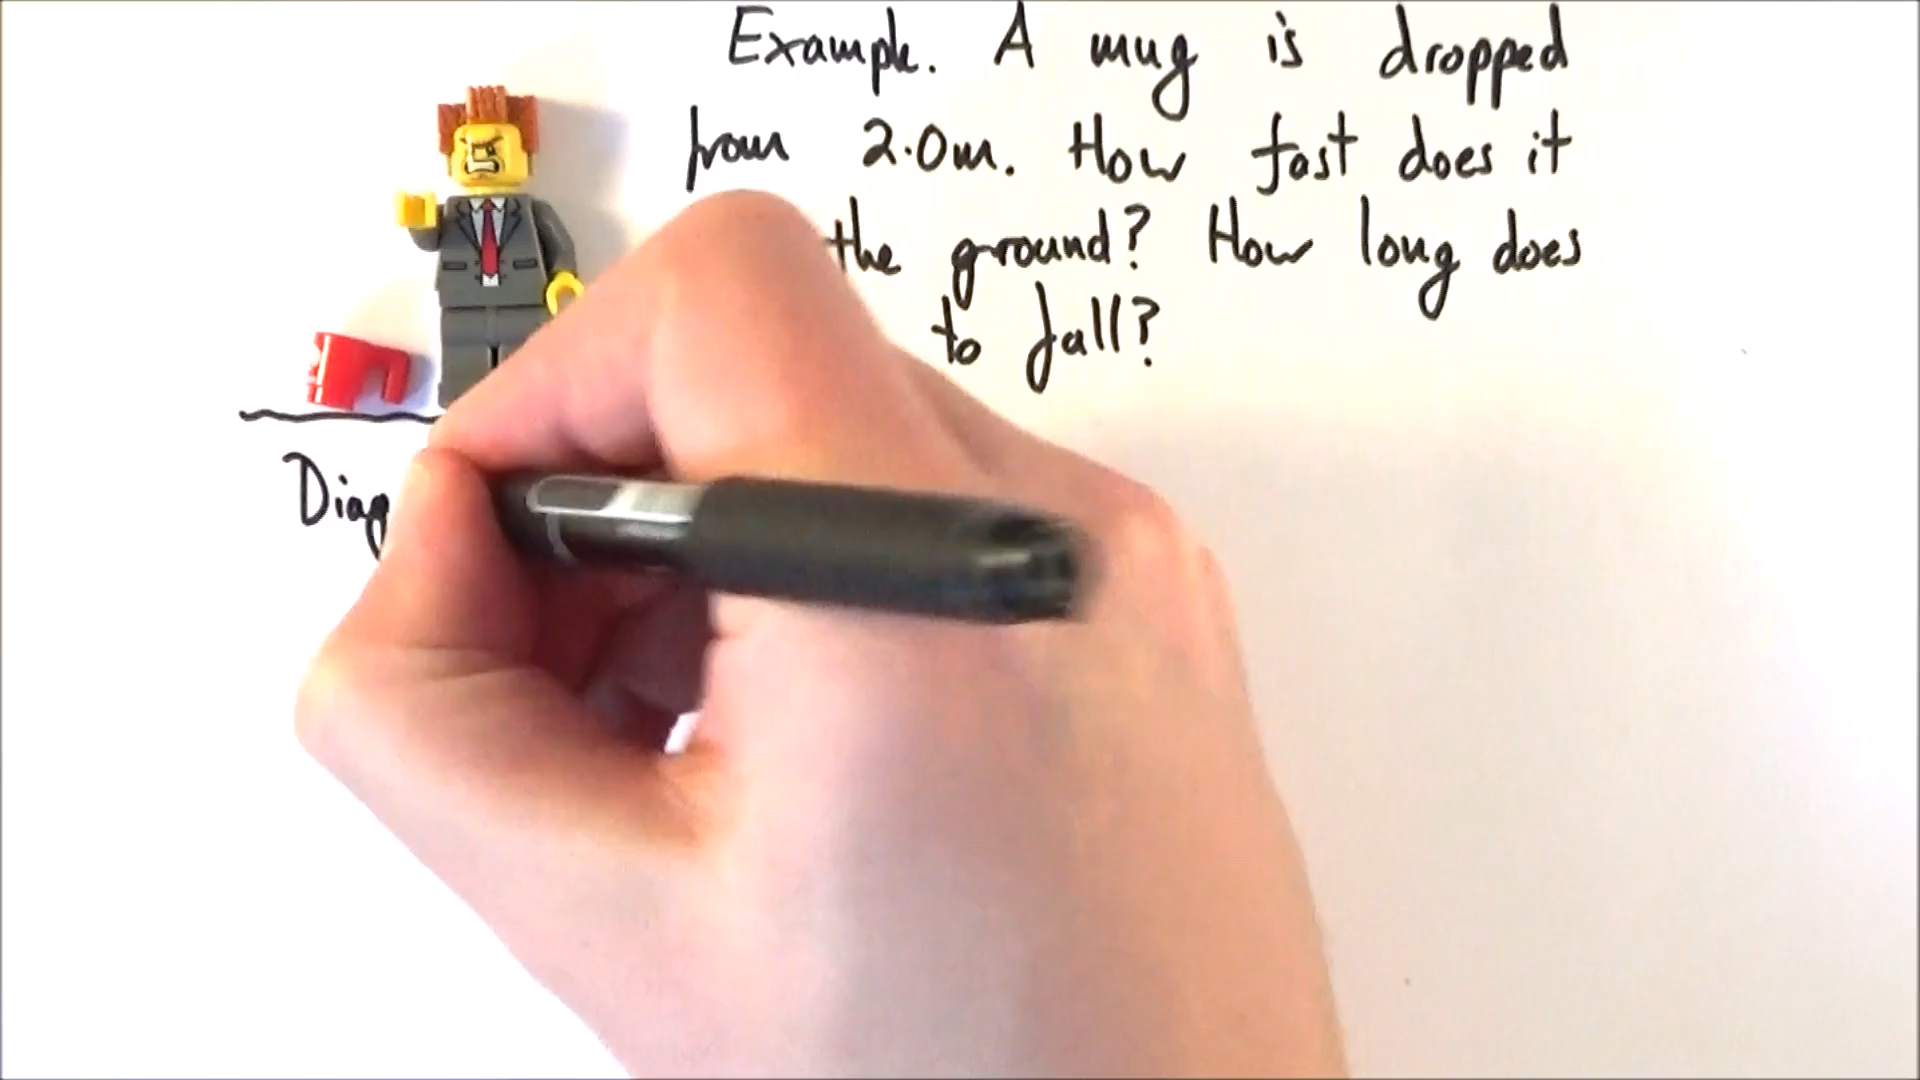 Example. A mug is dropped
from 2.0m. How fast does it
the ground? How long does
to fall?
Diag